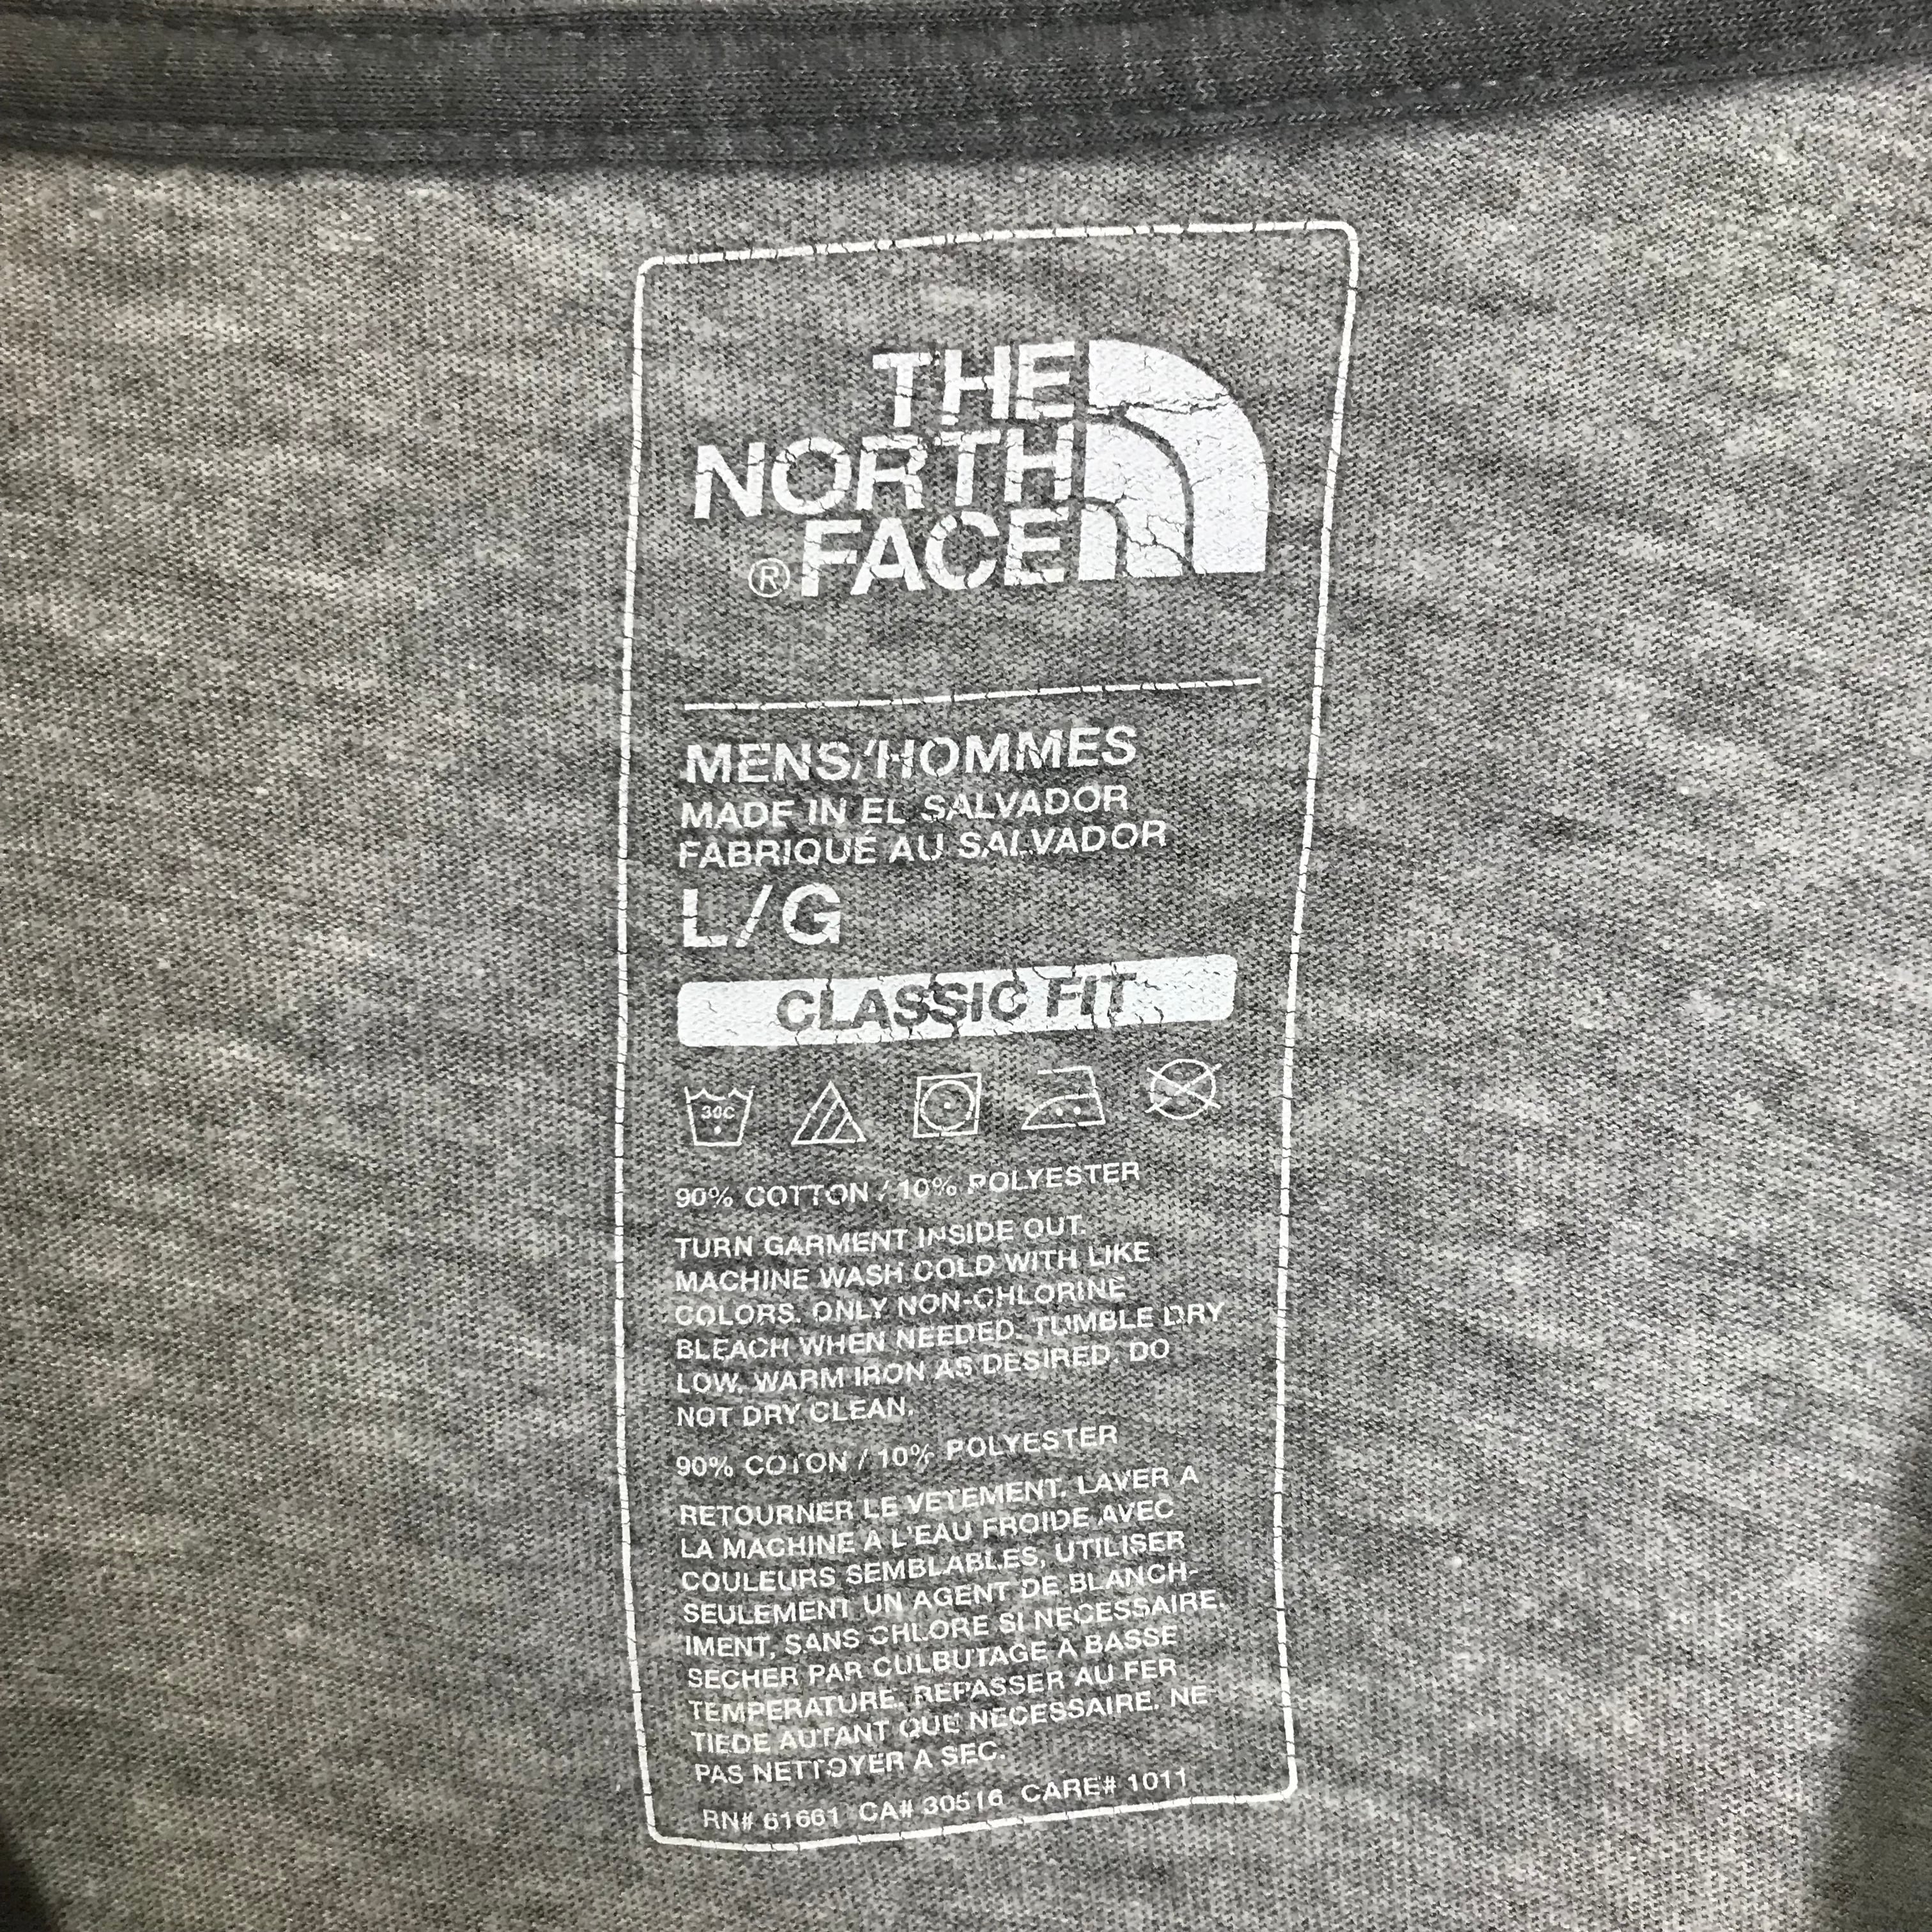 THE
NORTH
FACE
®
MENS/HOMMES
MADE IN EL SALVADOR
FABRIQUÉ AU SALVADOR
L/G
CLASSIC FIT
30C
90% COTTON / 10% POLYESTER
TURN GARMENT INSIDE OUT.
MACHINE WASH COLD WITH LIKE
COLORS. ONLY NON-CHLORINE
BLEACH WHEN NEEDED. TUMBLE DRY
LOW. WARM IRON AS DESIRED. DO
NOT DRY CLEAN.
90% COTON / 10% POLYESTER
RETOURNER LE VETEMENT. LAVER A
LA MACHINE A L'EAU FROIDE AVEC
COULEURS SEMBLABLES, UTILISER
SEULEMENT UN AGENT DE BLANCH-
IMENT, SANS CHLORE SI NECESSAIRE.
SECHER PAR CULBUTAGE A BASSE
TEMPERATURE. REPASSER AU FER
TIEDE AUTANT QUE NECESSAIRE. NE
PAS NETTOYER A SEC.
RN# 61661 CA# 30516 CARE# 1011